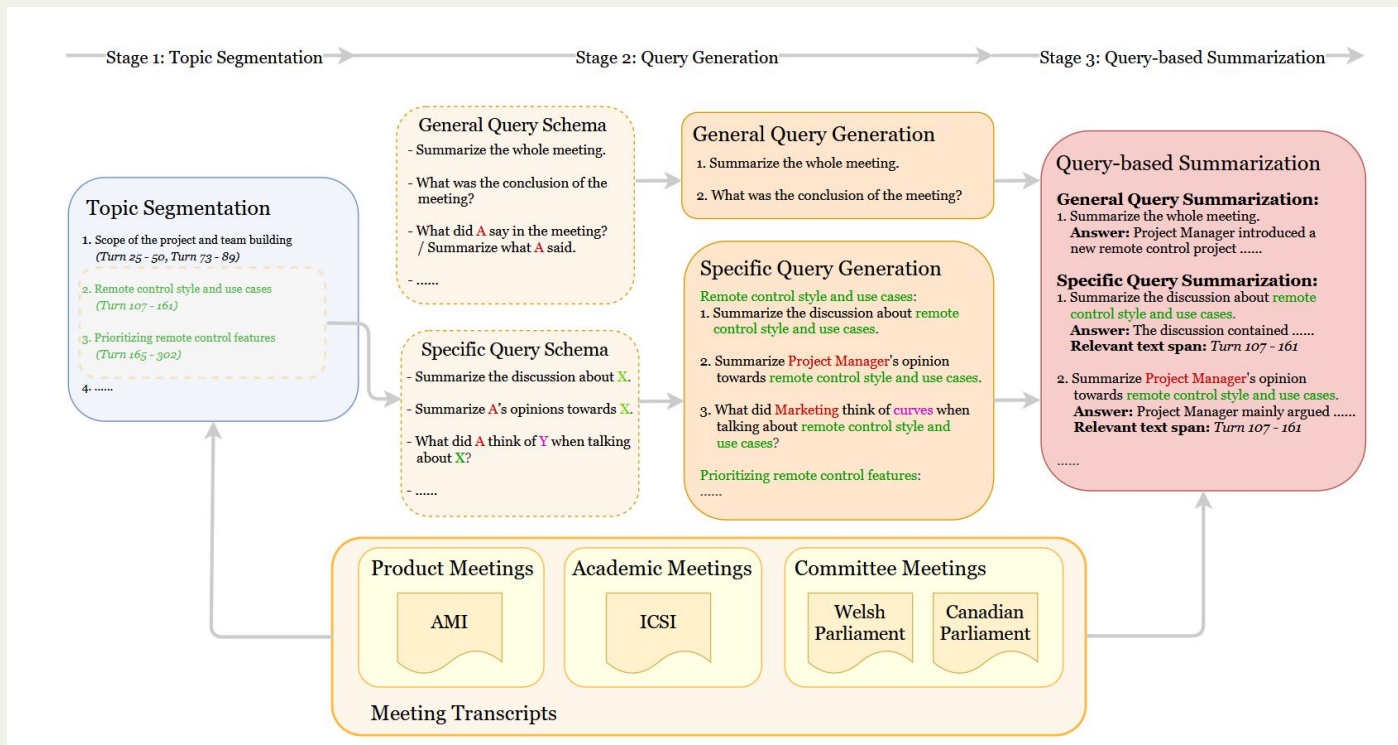 Stage 1: Topic Segmentation
Stage 2: Query Generation
Stage 3: Query-based Summarization
Topic Segmentation
1. Scope of the project and team building
(Turn 25 - 50, Turn 73 - 89)
2. Remote control style and use cases
(Turn 107 - 161)
3. Prioritizing remote control features
(Turn 165 - 302)
4. ......
General Query Schema
- Summarize the whole meeting.
- What was the conclusion of the
meeting?
- What did A say in the meeting?
/ Summarize what A said.
- ......
Specific Query Schema
- Summarize the discussion about X.
- Summarize A's opinions towards X.
- What did A think of Y when talking
about X?
- ......
General Query Generation
1. Summarize the whole meeting.
2. What was the conclusion of the meeting?
Specific Query Generation
Remote control style and use cases:
1. Summarize the discussion about remote
control style and use cases.
2. Summarize Project Manager's opinion
towards remote control style and use cases.
3. What did Marketing think of curves when
talking about remote control style and
use cases?
Prioritizing remote control features:
......
Query-based Summarization
General Query Summarization:
1. Summarize the whole meeting.
Answer: Project Manager introduced a
new remote control project ......
Specific Query Summarization:
1. Summarize the discussion about remote
control style and use cases.
Answer: The discussion contained ......
Relevant text span: Turn 107 - 161
2. Summarize Project Manager's opinion
towards remote control style and use cases.
Answer: Project Manager mainly argued ......
Relevant text span: Turn 107 - 161
......
Product Meetings
AMI
Academic Meetings
ICSI
Committee Meetings
Welsh
Parliament
Canadian
Parliament
Meeting Transcripts